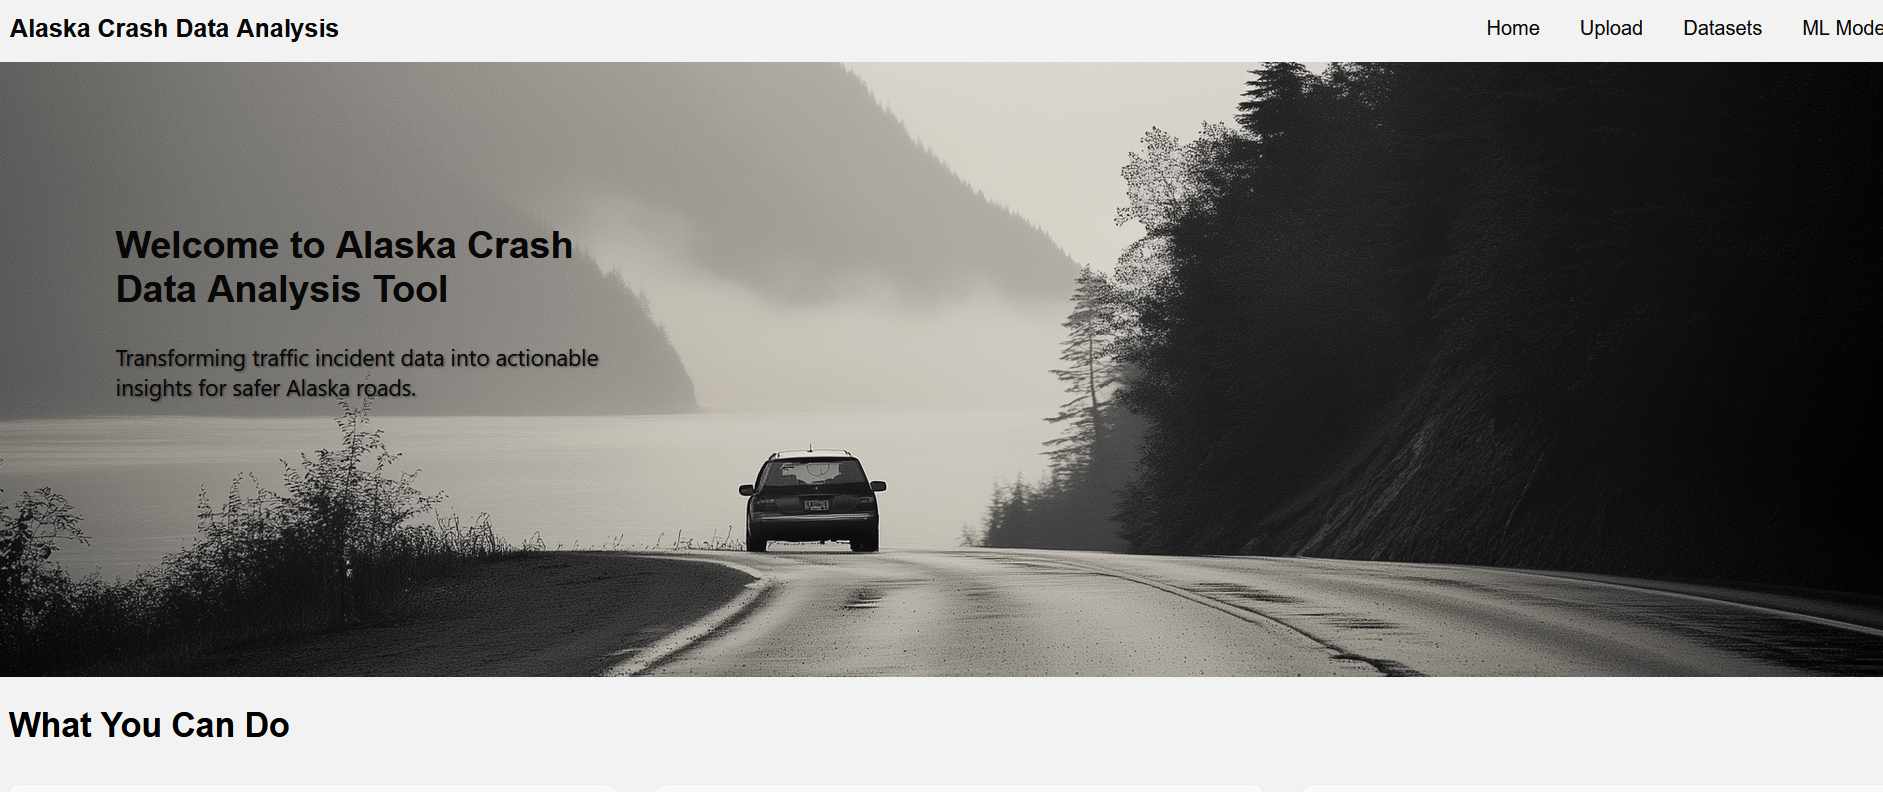 Alaska Crash Data Analysis
Home Upload Datasets ML Mode
Welcome to Alaska Crash
Data Analysis Tool
Transforming traffic incident data into actionable
insights for safer Alaska roads.
What You Can Do